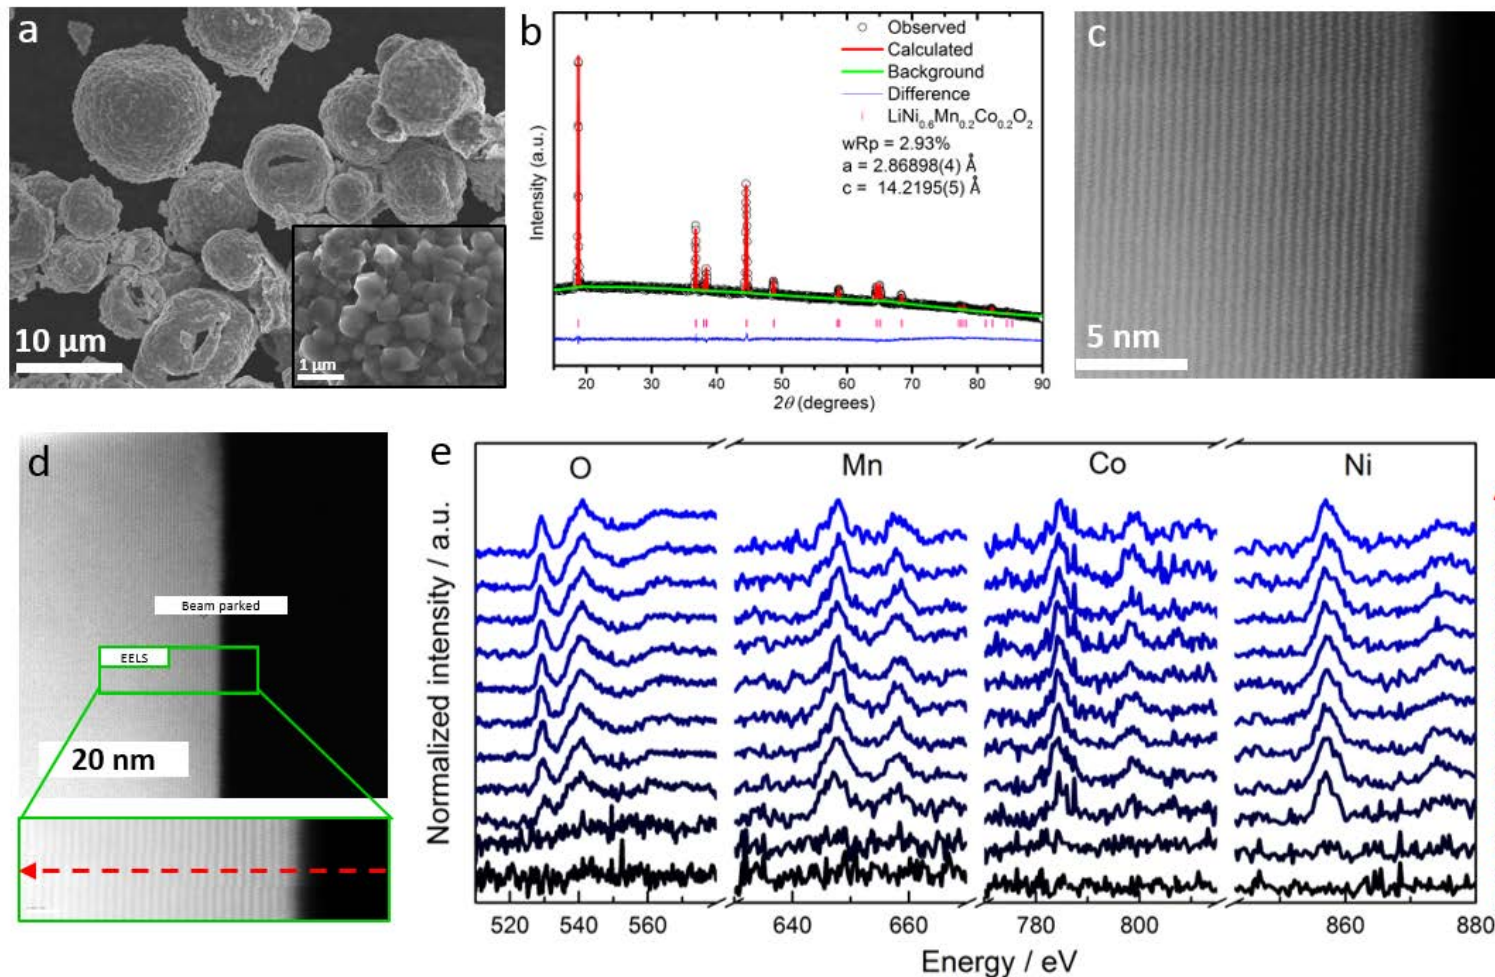 a
10 µm
1 µm
b
Intensity (a.u.)
Observed
Calculated
Background
Difference
LiNi0.6Mn0.2Co0.2O2
wRp = 2.93%
a = 2.86898(4) Å
c = 14.2195(5) Å
20 30 40 50 60 70 80 90
2θ (degrees)
c
5 nm
d
Beam parked
EELS
20 nm
e
O Mn Co Ni
Normalized intensity / a.u.
520 540 560 640 660 780 800 860 880
Energy / eV